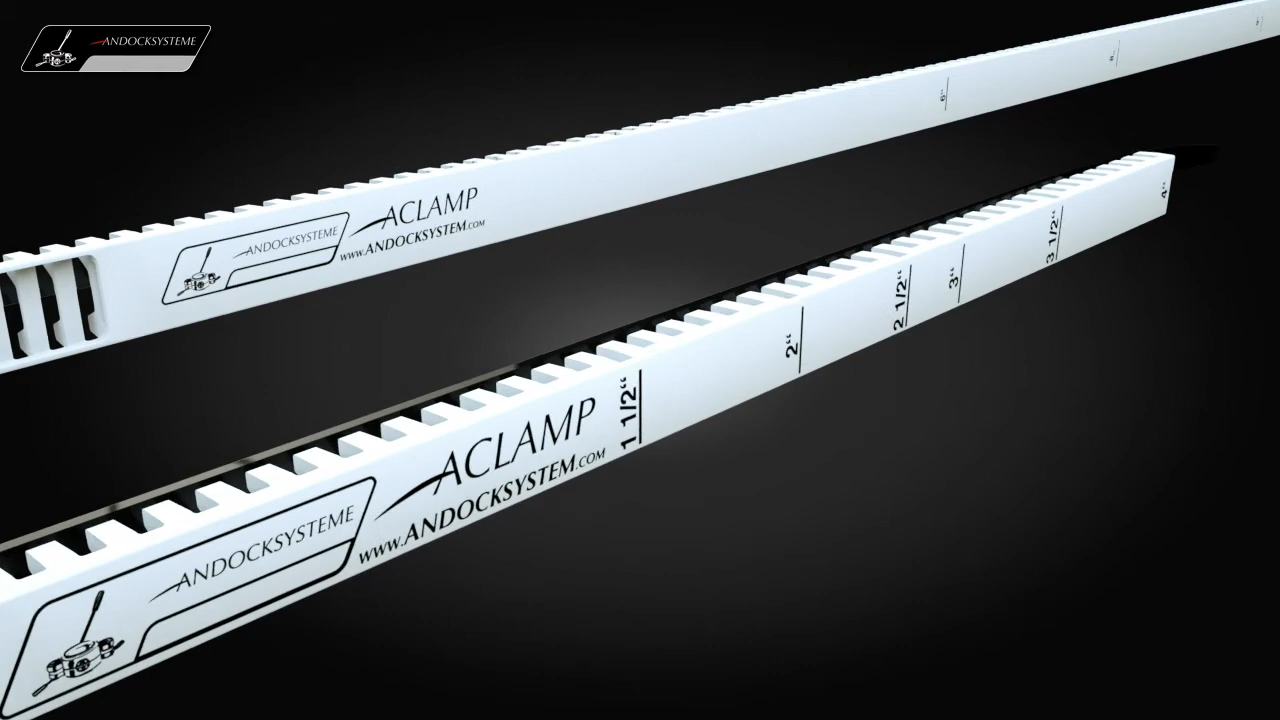 ANDOCKSYSTEME
6“
8“
ANDOCKSYSTEME
ACLAMP
www.ANDOCKSYSTEM.COM
4“
3 1/2“
3“
2 1/2“
2“
1 1/2“
ACLAMP
www.ANDOCKSYSTEM.COM
ANDOCKSYSTEME